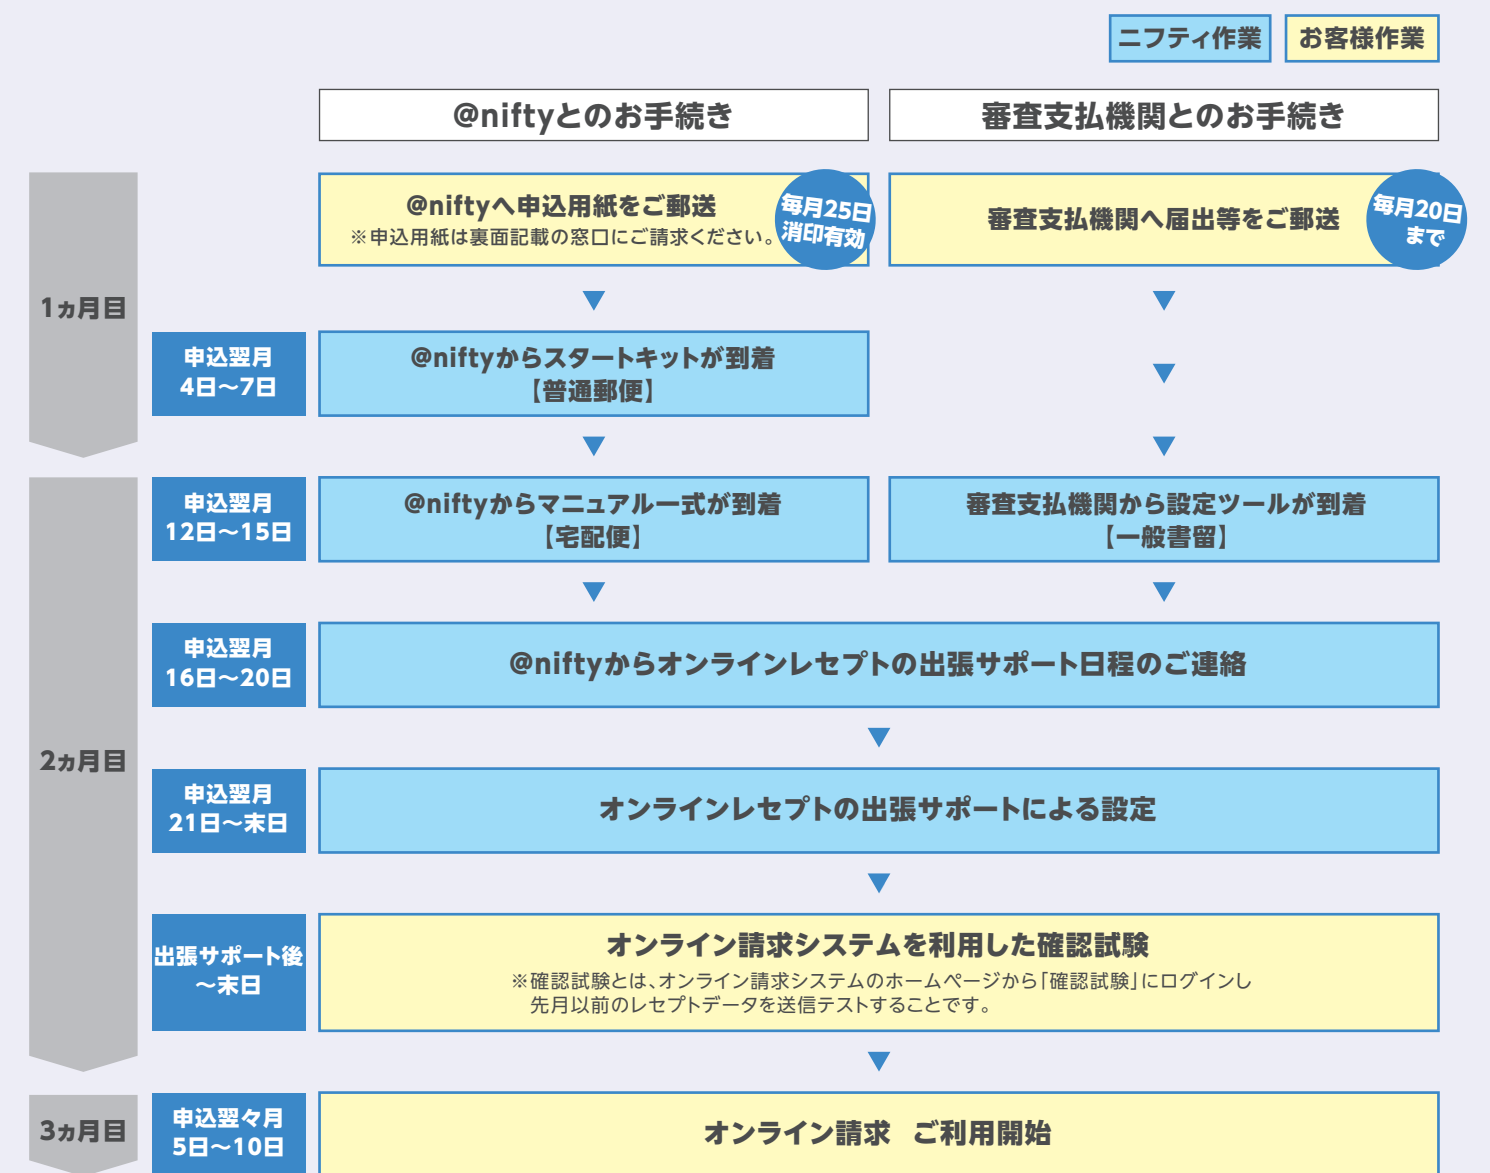 ニフティ作業
お客様作業
@niftyとのお手続き
審査支払機関とのお手続き
1ヵ月目
@niftyへ申込用紙をご郵送
※申込用紙は裏面記載の窓口にご請求ください。
毎月25日
消印有効
審査支払機関へ届出等をご郵送
毎月20日
まで
申込翌月
4日～7日
@niftyからスタートキットが到着
【普通郵便】
2ヵ月目
申込翌月
12日～15日
@niftyからマニュアル一式が到着
【宅配便】
審査支払機関から設定ツールが到着
【一般書留】
申込翌月
16日～20日
@niftyからオンラインレセプトの出張サポート日程のご連絡
申込翌月
21日～末日
オンラインレセプトの出張サポートによる設定
出張サポート後
～末日
オンライン請求システムを利用した確認試験
※確認試験とは、オンライン請求システムのホームページから「確認試験」にログインし
先月以前のレセプトデータを送信テストすることです。
3ヵ月目
申込翌々月
5日～10日
オンライン請求 ご利用開始